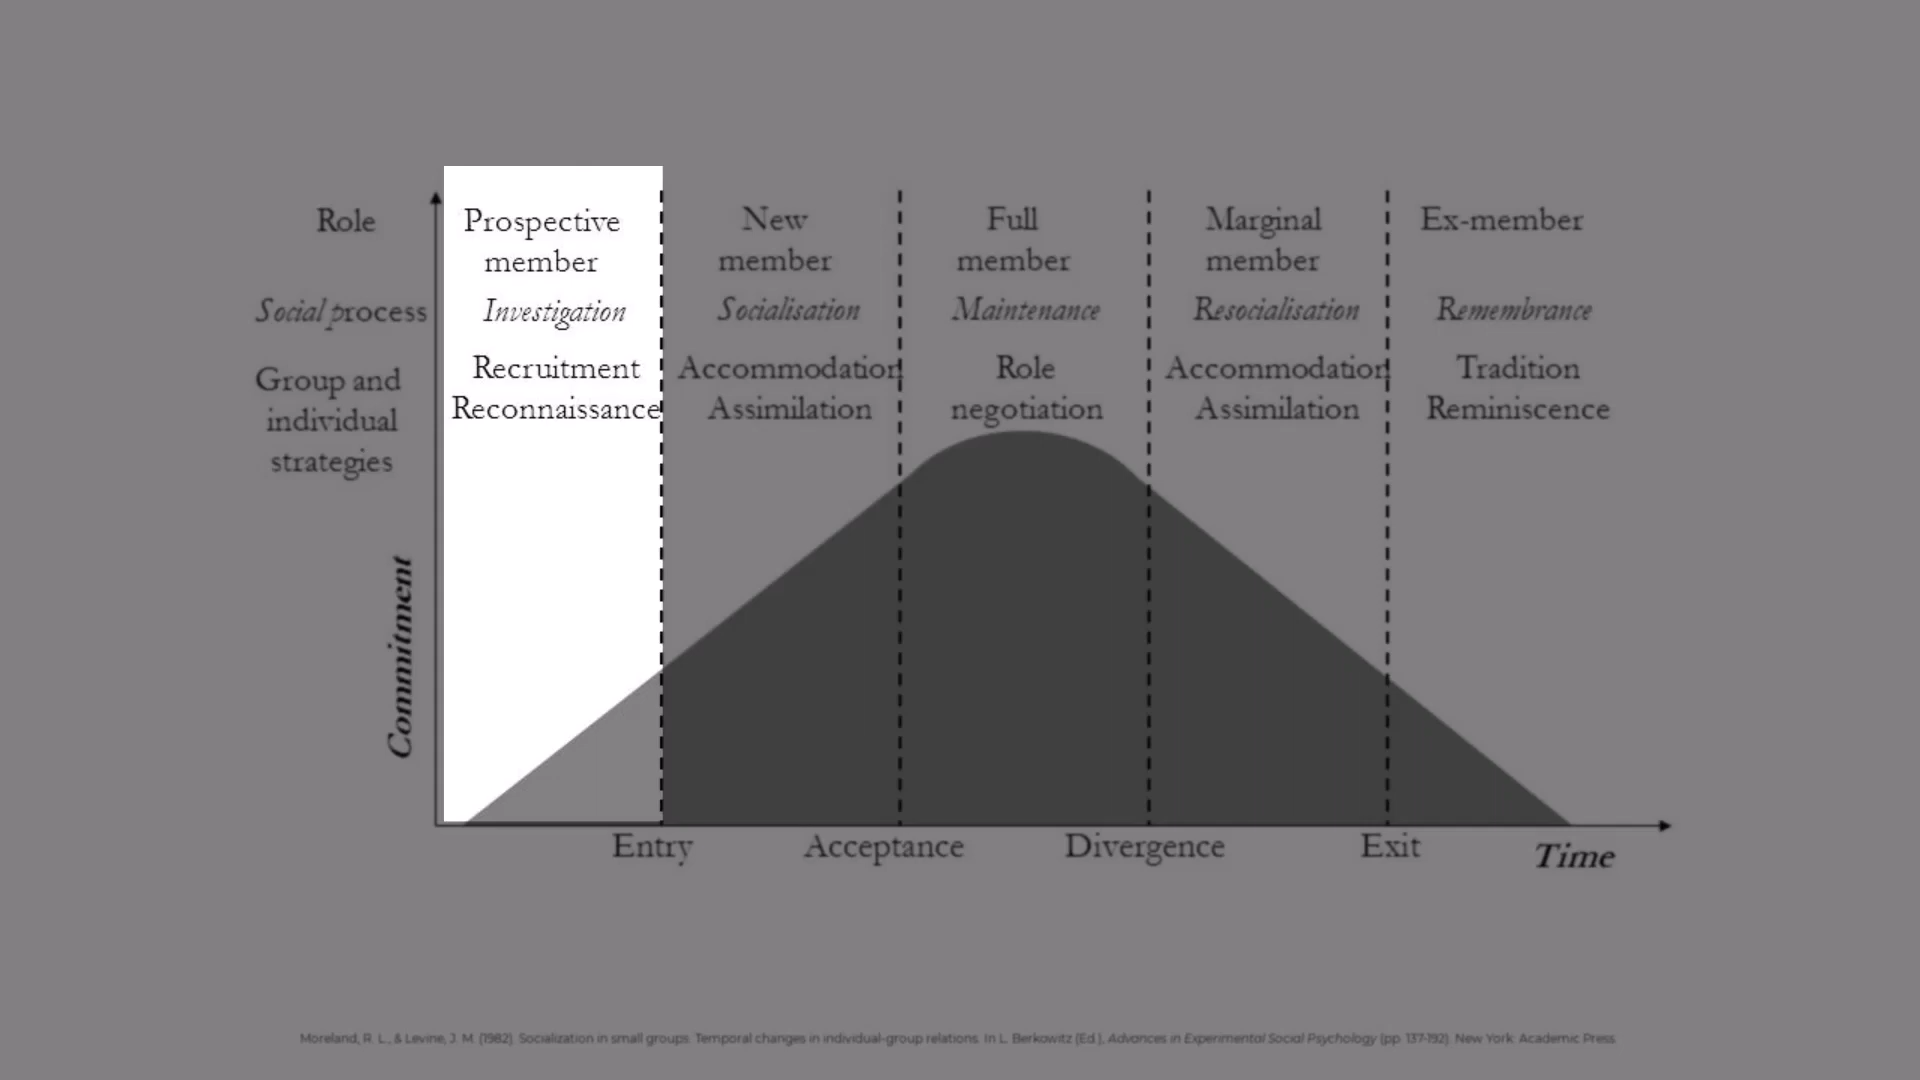 Role
Prospective
member
New
member
Full
member
Marginal
member
Ex-member
Social process
Investigation
Socialisation
Maintenance
Resocialisation
Remembrance
Group and
individual
strategies
Recruitment
Reconnaissance
Accommodation
Assimilation
Role
negotiation
Accommodation
Assimilation
Tradition
Reminiscence
Commitment
Entry
Acceptance
Divergence
Exit
Time
Moreland, R. L., & Levine, J. M. (1982). Socialization in small groups: Temporal changes in individual-group relations. In L. Berkowitz (Ed.), Advances in Experimental Social Psychology (pp. 137-192). New York: Academic Press.